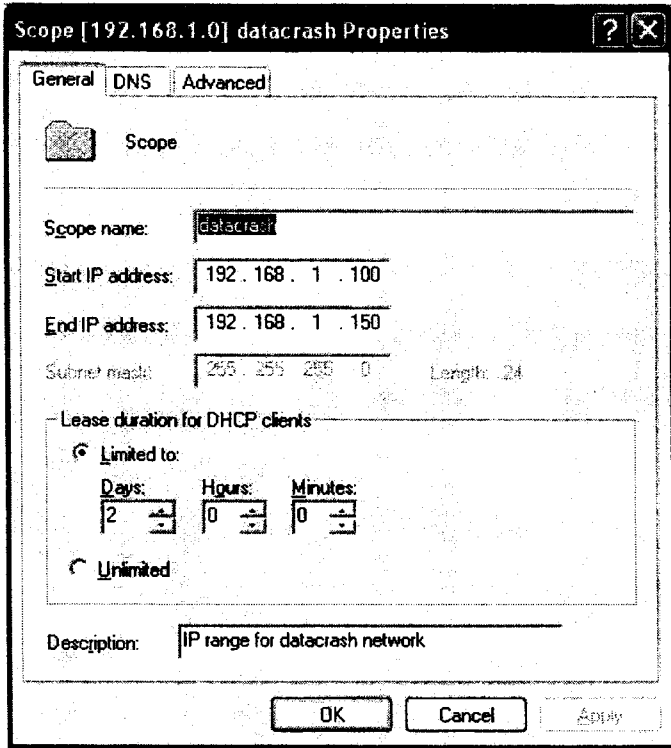 Scope [192.168.1.0] datacrash Properties
General DNS Advanced
Scope
Scope name: datacrash
Start IP address: 192 . 168 . 1 . 100
End IP address: 192 . 168 . 1 . 150
Subnet mask: 255 . 255 . 255 . 0 Length: 24
Lease duration for DHCP clients
Limited to:
Days: Hours: Minutes:
2 0 0
Unlimited
Description: IP range for datacrash network
OK Cancel Apply